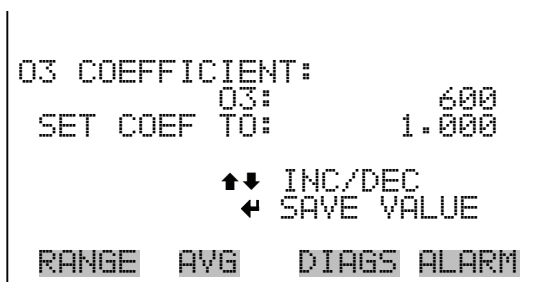 O3 COEFFICIENT:
O3: 600
SET COEF TO: 1.000
⬆⬇ INC/DEC
↵ SAVE VALUE
RANGE AVG DIAGS ALARM